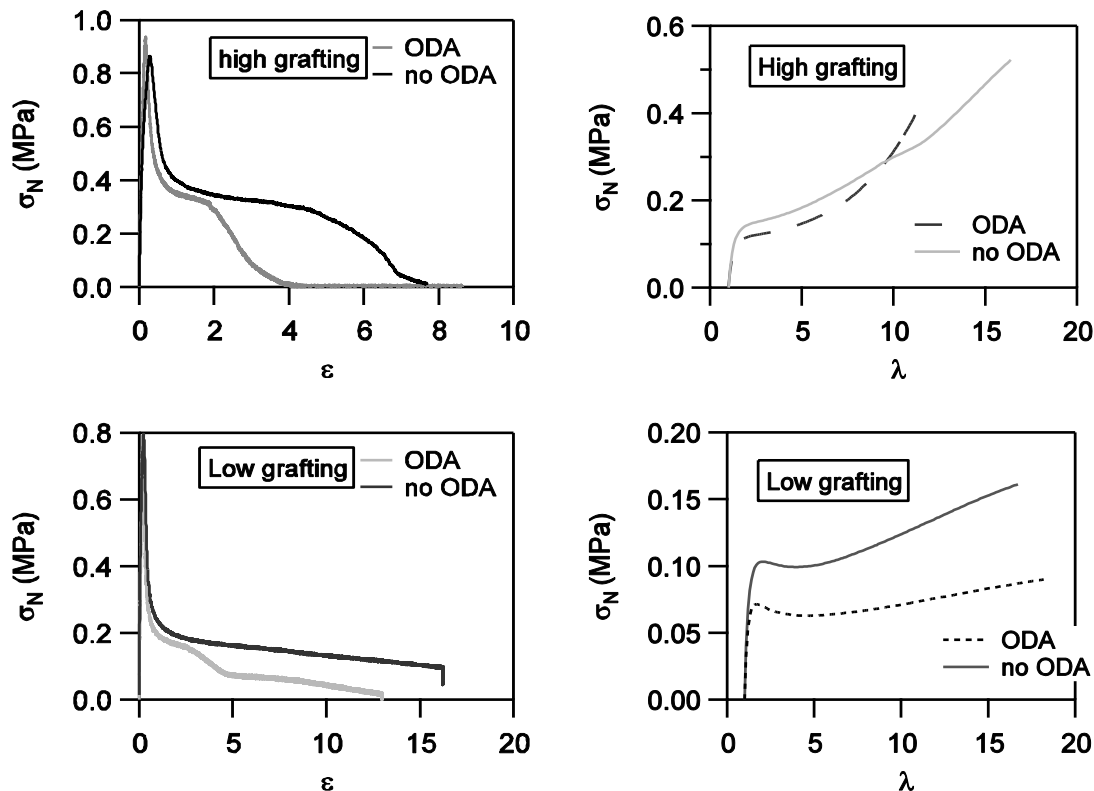 1.0
0.8
0.6
0.4
0.2
0.0
σN (MPa)
high grafting
ODA
no ODA
0 2 4 6 8 10
ε
0.6
0.4
0.2
0.0
σN (MPa)
High grafting
ODA
no ODA
0 5 10 15 20
λ
0.8
0.6
0.4
0.2
0.0
σN (MPa)
Low grafting
ODA
no ODA
0 5 10 15 20
ε
0.20
0.15
0.10
0.05
0.00
σN (MPa)
Low grafting
ODA
no ODA
0 5 10 15 20
λ